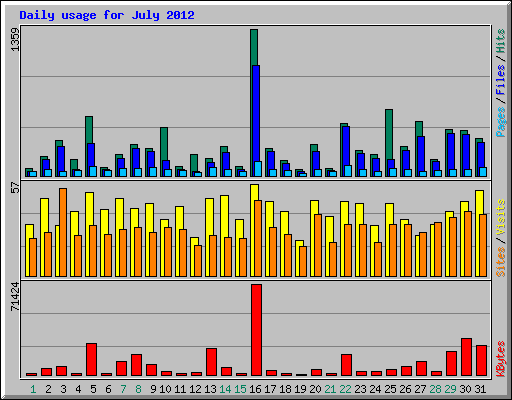 Daily usage for July 2012
1359
Pages / Files / Hits
57
Sites / Visits
71424
KBytes
1 2 3 4 5 6 7 8 9 10 11 12 13 14 15 16 17 18 19 20 21 22 23 24 25 26 27 28 29 30 31